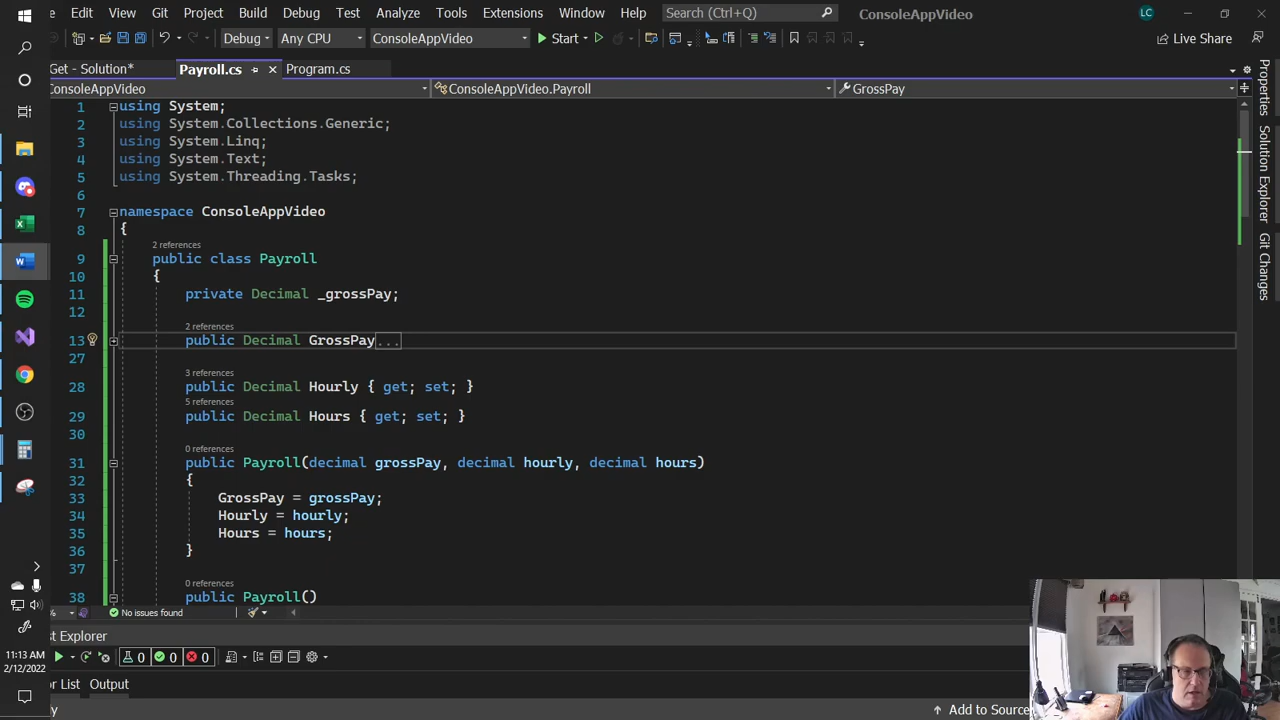 Edit View Git Project Build Debug Test Analyze Tools Extensions Window Help Search (Ctrl+Q) ConsoleAppVideo LC
Debug Any CPU ConsoleAppVideo Start Live Share
Get - Solution* Payroll.cs Program.cs
ConsoleAppVideo ConsoleAppVideo.Payroll GrossPay
1 using System;
2 using System.Collections.Generic;
3 using System.Linq;
4 using System.Text;
5 using System.Threading.Tasks;
6
7 namespace ConsoleAppVideo
8 {
2 references
9 public class Payroll
10 {
11 private Decimal _grossPay;
12
2 references
13 public Decimal GrossPay...
27
3 references
28 public Decimal Hourly { get; set; }
5 references
29 public Decimal Hours { get; set; }
30
0 references
31 public Payroll(decimal grossPay, decimal hourly, decimal hours)
32 {
33 GrossPay = grossPay;
34 Hourly = hourly;
35 Hours = hours;
36 }
37
0 references
38 public Payroll()
% No issues found
st Explorer
0 0 0
or List Output
Add to Source
Properties
Solution Explorer
Git Changes
11:13 AM
2/12/2022